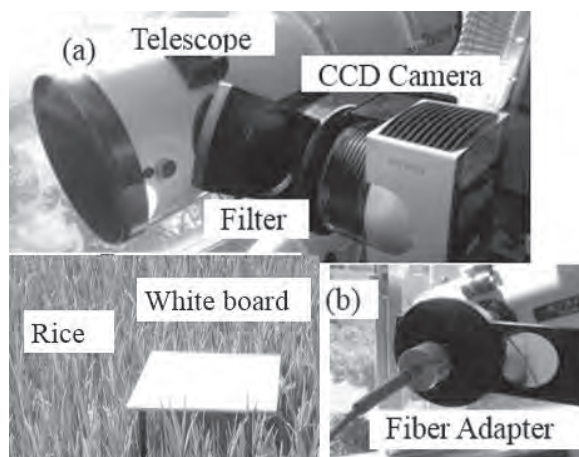 (a)
Telescope
CCD Camera
Filter
White board
(b)
Rice
Fiber Adapter